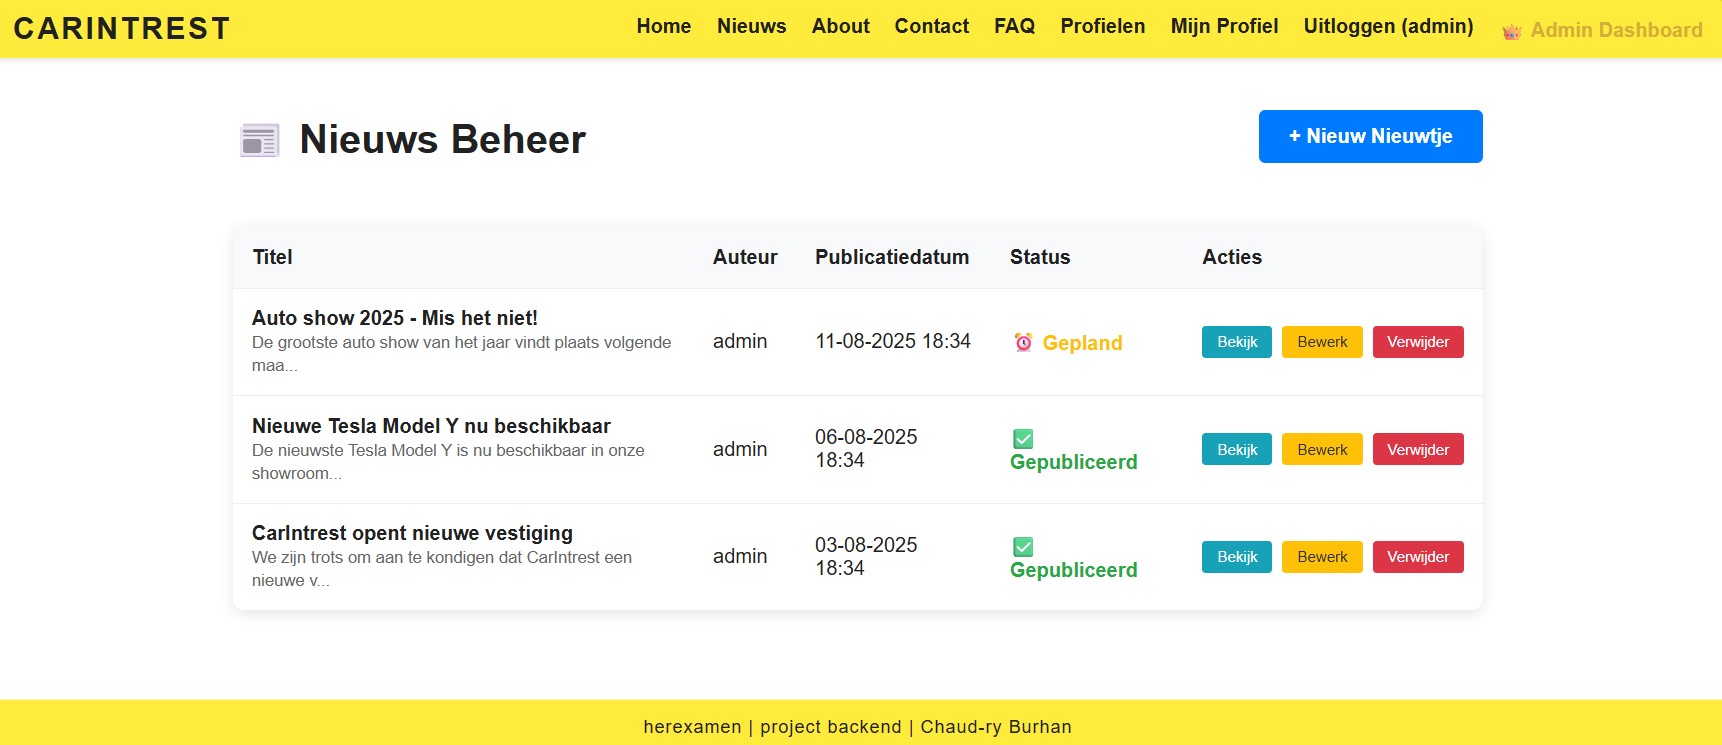 CARINTREST
Home Nieuws About Contact FAQ Profielen Mijn Profiel Uitloggen (admin) Admin Dashboard
Nieuws Beheer
+ Nieuw Nieuwtje
Titel Auteur Publicatiedatum Status Acties
Auto show 2025 - Mis het niet!
De grootste auto show van het jaar vindt plaats volgende
maa...
admin
11-08-2025 18:34
Gepland
Bekijk Bewerk Verwijder
Nieuwe Tesla Model Y nu beschikbaar
De nieuwste Tesla Model Y is nu beschikbaar in onze
showroom...
admin
06-08-2025
18:34
Gepubliceerd
Bekijk Bewerk Verwijder
CarIntrest opent nieuwe vestiging
We zijn trots om aan te kondigen dat CarIntrest een
nieuwe v...
admin
03-08-2025
18:34
Gepubliceerd
Bekijk Bewerk Verwijder
herexamen | project backend | Chaud-ry Burhan